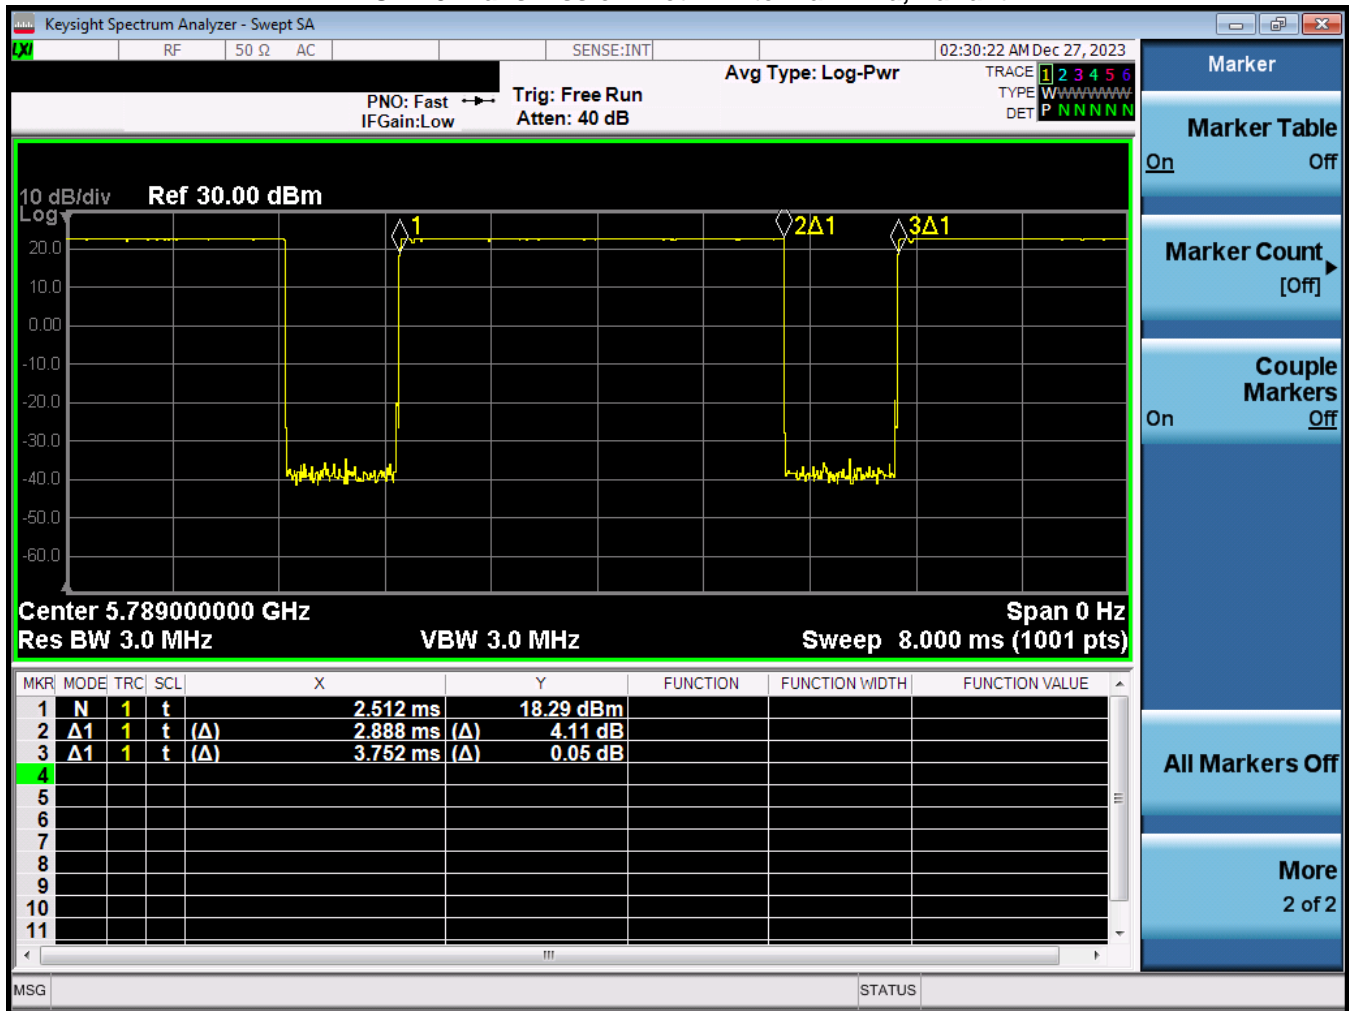 Keysight Spectrum Analyzer - Swept SA
LXI RF 50 Ω AC SENSE:INT 02:30:22 AM Dec 27, 2023
Avg Type: Log-Pwr
TRACE 1 2 3 4 5 6
PNO: Fast Trig: Free Run
TYPE WWWWWWW
IFGain:Low Atten: 40 dB
DET P N N N N N
10 dB/div Ref 30.00 dBm
Log
1 2Δ1 3Δ1
20.0
10.0
0.00
-10.0
-20.0
-30.0
-40.0
-50.0
-60.0
Center 5.789000000 GHz Span 0 Hz
Res BW 3.0 MHz VBW 3.0 MHz Sweep 8.000 ms (1001 pts)
MKR MODE TRC SCL X Y FUNCTION FUNCTION WIDTH FUNCTION VALUE
1 N 1 t 2.512 ms 18.29 dBm
2 Δ1 1 t (Δ) 2.888 ms (Δ) 4.11 dB
3 Δ1 1 t (Δ) 3.752 ms (Δ) 0.05 dB
4
5
6
7
8
9
10
11
MSG STATUS
Marker
Marker Table
On Off
Marker Count
[Off]
Couple
Markers
On Off
All Markers Off
More
2 of 2